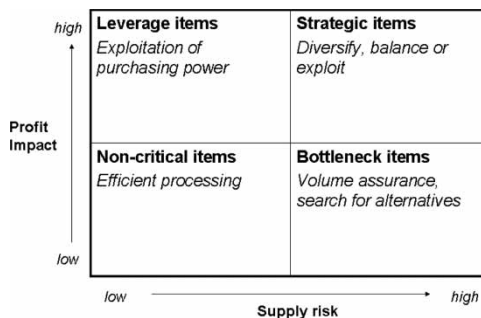 high
Profit
Impact
low
Leverage items
Exploitation of
purchasing power
Strategic items
Diversify, balance or
exploit
Non-critical items
Efficient processing
Bottleneck items
Volume assurance,
search for alternatives
low
high
Supply risk